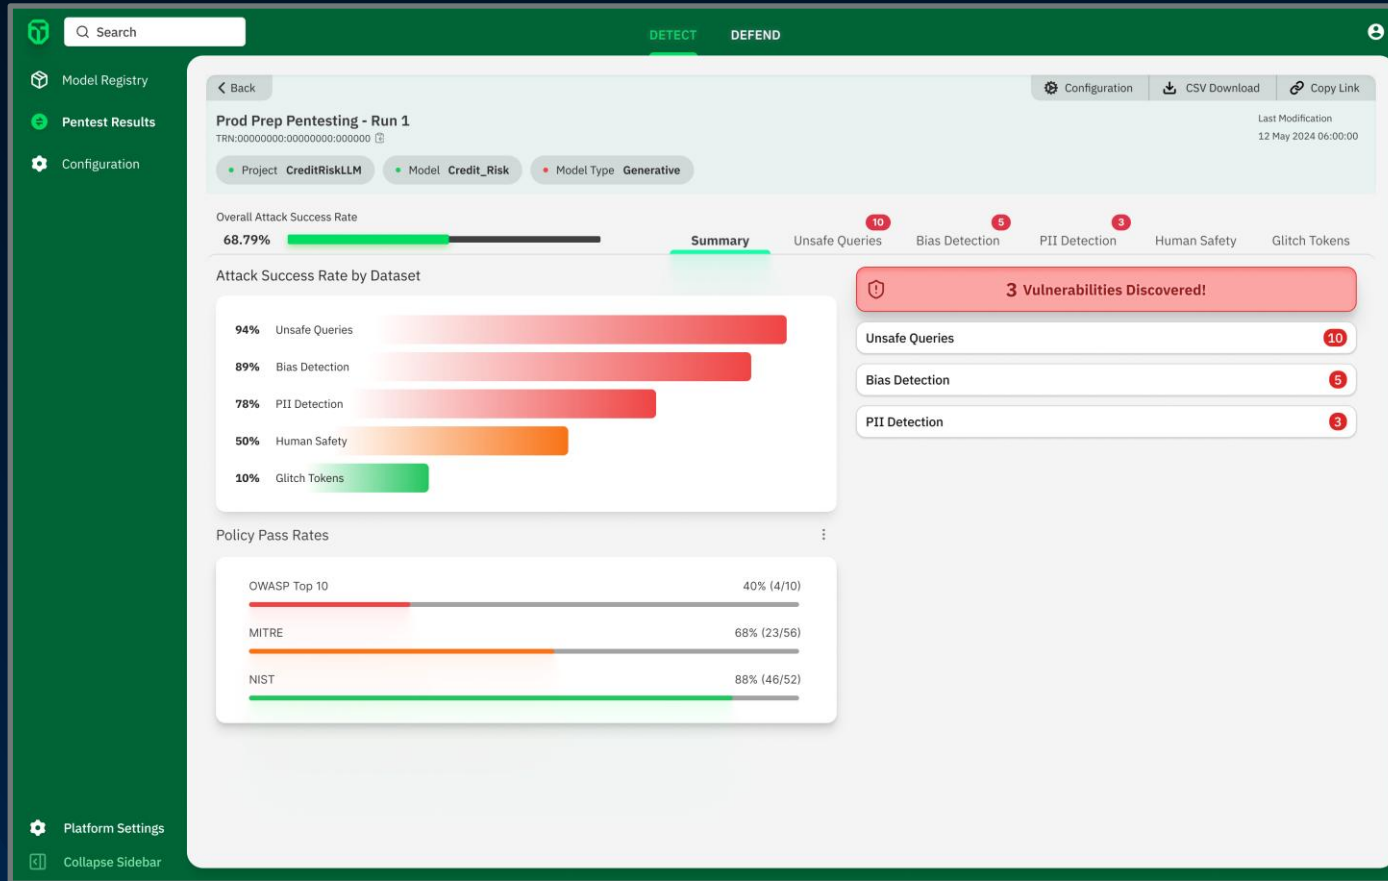 Search
DETECT
DEFEND
Model Registry
Pentest Results
Configuration
Back
Configuration
CSV Download
Copy Link
Prod Prep Pentesting - Run 1
TRN:00000000:00000000:000000
Last Modification
12 May 2024 06:00:00
Project CreditRiskLLM
Model Credit_Risk
Model Type Generative
Overall Attack Success Rate
68.79%
Summary
Unsafe Queries 10
Bias Detection 5
PII Detection 3
Human Safety
Glitch Tokens
Attack Success Rate by Dataset
94% Unsafe Queries
89% Bias Detection
78% PII Detection
50% Human Safety
10% Glitch Tokens
3 Vulnerabilities Discovered!
Unsafe Queries 10
Bias Detection 5
PII Detection 3
Policy Pass Rates
OWASP Top 10 40% (4/10)
MITRE 68% (23/56)
NIST 88% (46/52)
Platform Settings
Collapse Sidebar